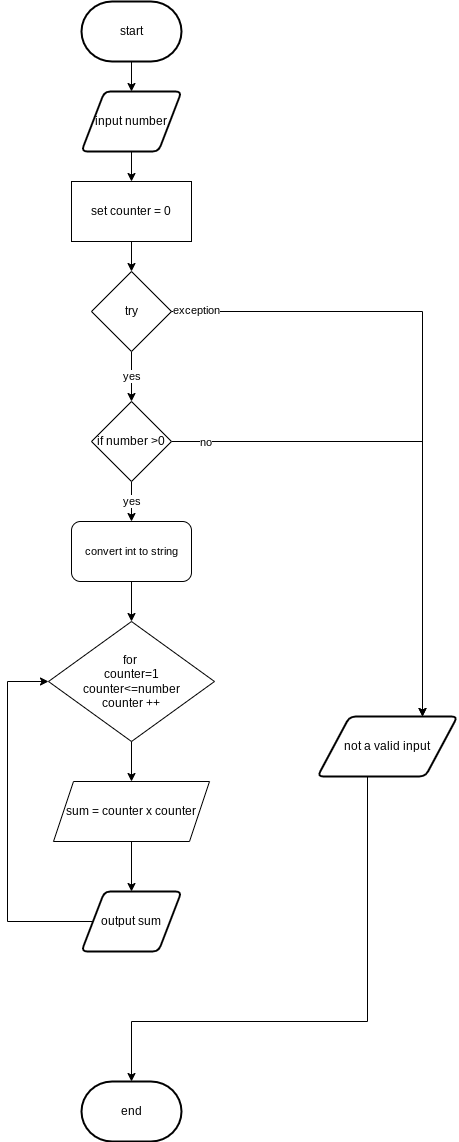 start
input number
set counter = 0
try
exception
yes
if number >0
no
yes
convert int to string
for
counter=1
counter<=number
counter ++
not a valid input
sum = counter x counter
output sum
end